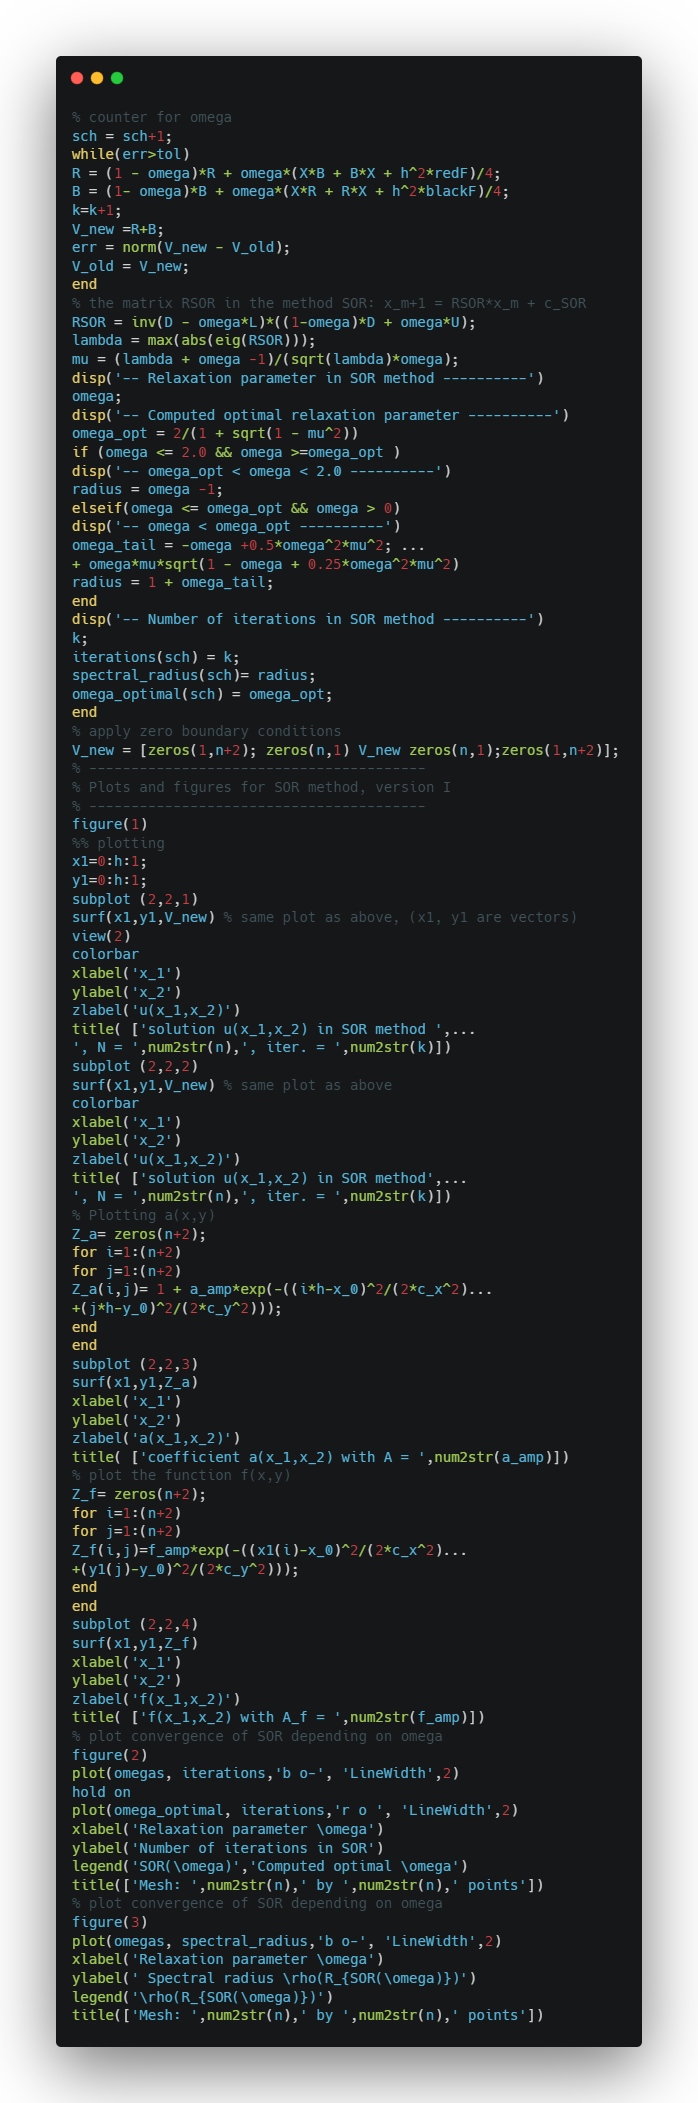 % counter for omega
sch = sch+1;
while(err>tol)
R = (1 - omega)*R + omega*(X*B + B*X + h^2*redF)/4;
B = (1- omega)*B + omega*(X*R + R*X + h^2*blackF)/4;
k=k+1;
V_new =R+B;
err = norm(V_new - V_old);
V_old = V_new;
end
% the matrix RSOR in the method SOR: x_m+1 = RSOR*x_m + c_SOR
RSOR = inv(D - omega*L)*((1-omega)*D + omega*U);
lambda = max(abs(eig(RSOR)));
mu = (lambda + omega -1)/(sqrt(lambda)*omega);
disp('-- Relaxation parameter in SOR method ----------')
omega;
disp('-- Computed optimal relaxation parameter ----------')
omega_opt = 2/(1 + sqrt(1 - mu^2))
if (omega <= 2.0 && omega >=omega_opt )
disp('-- omega_opt < omega < 2.0 ----------')
radius = omega -1;
elseif(omega <= omega_opt && omega > 0)
disp('-- omega < omega_opt ----------')
omega_tail = -omega +0.5*omega^2*mu^2; ...
+ omega*mu*sqrt(1 - omega + 0.25*omega^2*mu^2)
radius = 1 + omega_tail;
end
disp('-- Number of iterations in SOR method ----------')
k;
iterations(sch) = k;
spectral_radius(sch)= radius;
omega_optimal(sch) = omega_opt;
end
% apply zero boundary conditions
V_new = [zeros(1,n+2); zeros(n,1) V_new zeros(n,1);zeros(1,n+2)];
% ----------------------------------------
% Plots and figures for SOR method, version I
% ----------------------------------------
figure(1)
%% plotting
x1=0:h:1;
y1=0:h:1;
subplot (2,2,1)
surf(x1,y1,V_new) % same plot as above, (x1, y1 are vectors)
view(2)
colorbar
xlabel('x_1')
ylabel('x_2')
zlabel('u(x_1,x_2)')
title( ['solution u(x_1,x_2) in SOR method ',...
', N = ',num2str(n),', iter. = ',num2str(k)])
subplot (2,2,2)
surf(x1,y1,V_new) % same plot as above
colorbar
xlabel('x_1')
ylabel('x_2')
zlabel('u(x_1,x_2)')
title( ['solution u(x_1,x_2) in SOR method',...
', N = ',num2str(n),', iter. = ',num2str(k)])
% Plotting a(x,y)
Z_a= zeros(n+2);
for i=1:(n+2)
for j=1:(n+2)
Z_a(i,j)= 1 + a_amp*exp(-((i*h-x_0)^2/(2*c_x^2)...
+(j*h-y_0)^2/(2*c_y^2)));
end
end
subplot (2,2,3)
surf(x1,y1,Z_a)
xlabel('x_1')
ylabel('x_2')
zlabel('a(x_1,x_2)')
title( ['coefficient a(x_1,x_2) with A = ',num2str(a_amp)])
% plot the function f(x,y)
Z_f= zeros(n+2);
for i=1:(n+2)
for j=1:(n+2)
Z_f(i,j)=f_amp*exp(-((x1(i)-x_0)^2/(2*c_x^2)...
+(y1(j)-y_0)^2/(2*c_y^2)));
end
end
subplot (2,2,4)
surf(x1,y1,Z_f)
xlabel('x_1')
ylabel('x_2')
zlabel('f(x_1,x_2)')
title( ['f(x_1,x_2) with A_f = ',num2str(f_amp)])
% plot convergence of SOR depending on omega
figure(2)
plot(omegas, iterations,'b o-', 'LineWidth',2)
hold on
plot(omega_optimal, iterations,'r o ', 'LineWidth',2)
xlabel('Relaxation parameter \omega')
ylabel('Number of iterations in SOR')
legend('SOR(\omega)','Computed optimal \omega')
title(['Mesh: ',num2str(n),' by ',num2str(n),' points'])
% plot convergence of SOR depending on omega
figure(3)
plot(omegas, spectral_radius,'b o-', 'LineWidth',2)
xlabel('Relaxation parameter \omega')
ylabel(' Spectral radius \rho(R_{SOR(\omega)})')
legend('\rho(R_{SOR(\omega)})')
title(['Mesh: ',num2str(n),' by ',num2str(n),' points'])